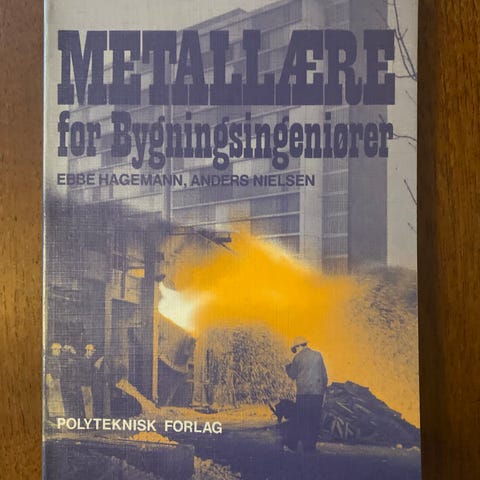 METALLÆRE
for Bygningsingeniører
EBBE HAGEMANN, ANDERS NIELSEN
POLYTEKNISK FORLAG